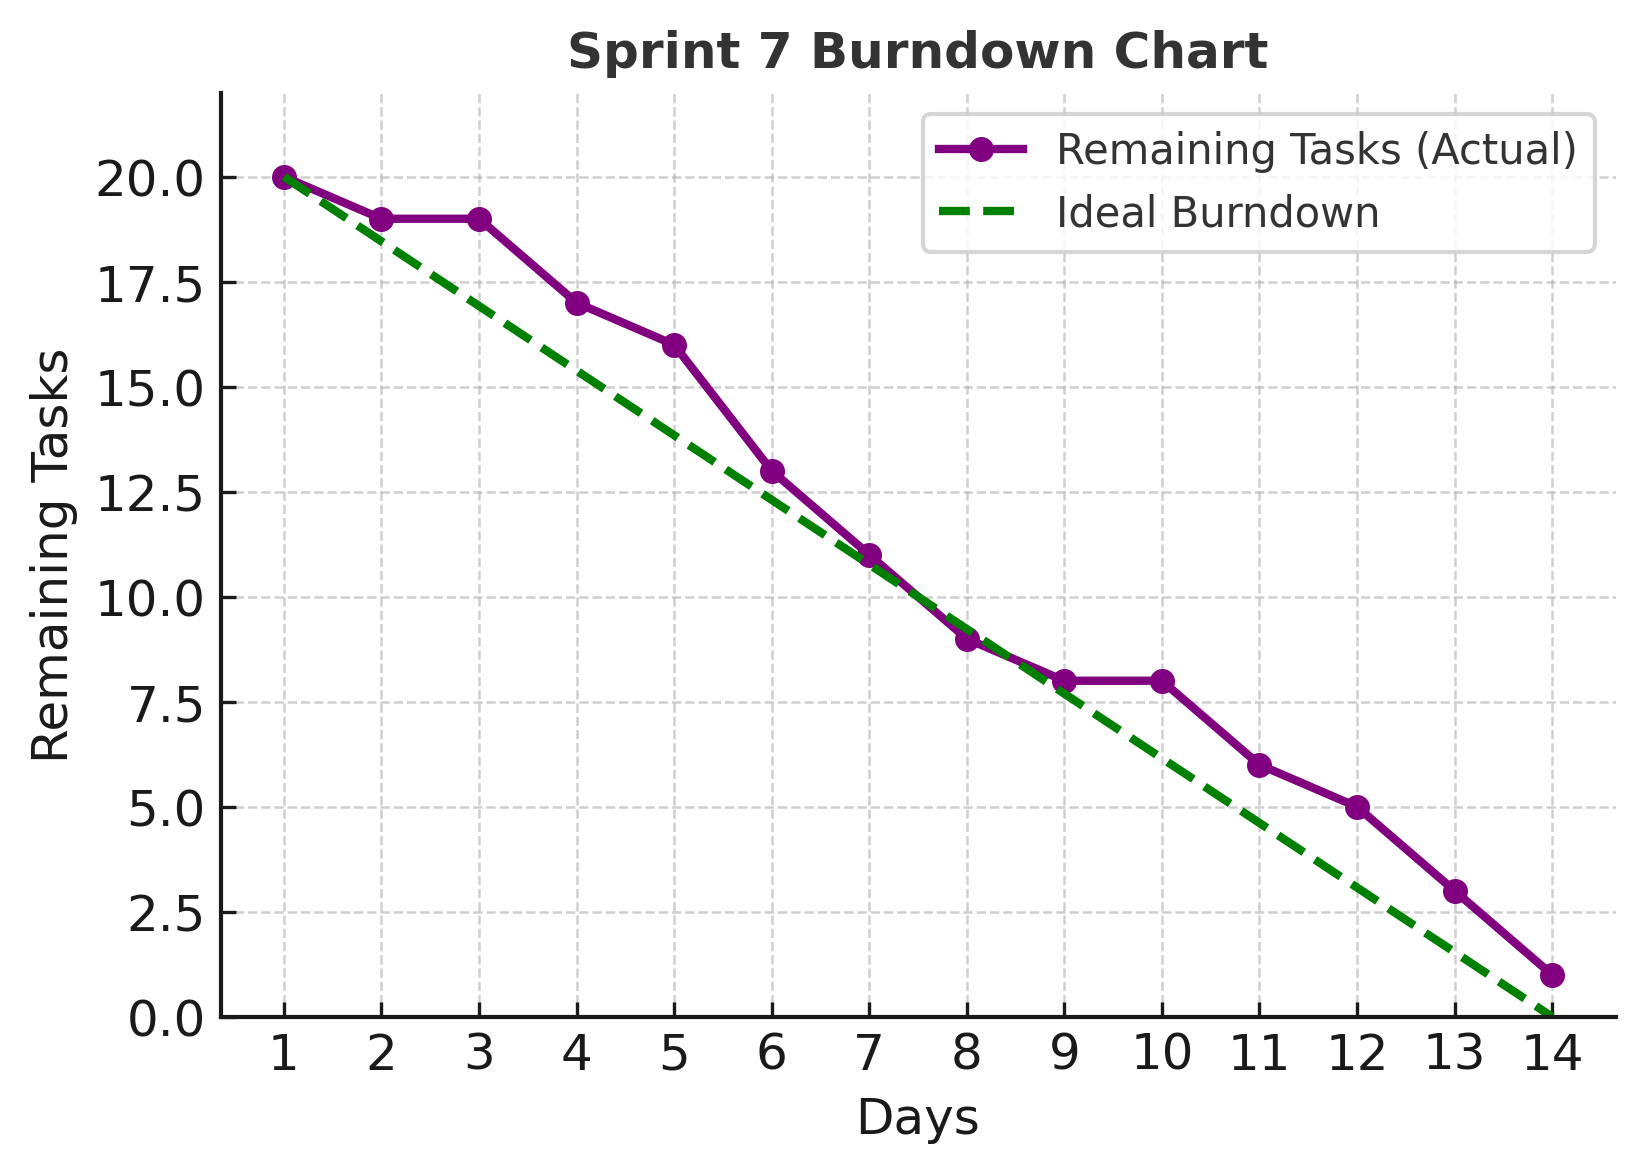 Sprint 7 Burndown Chart
Remaining Tasks (Actual)
Ideal Burndown
Remaining Tasks
20.0
17.5
15.0
12.5
10.0
7.5
5.0
2.5
0.0
1 2 3 4 5 6 7 8 9 10 11 12 13 14
Days